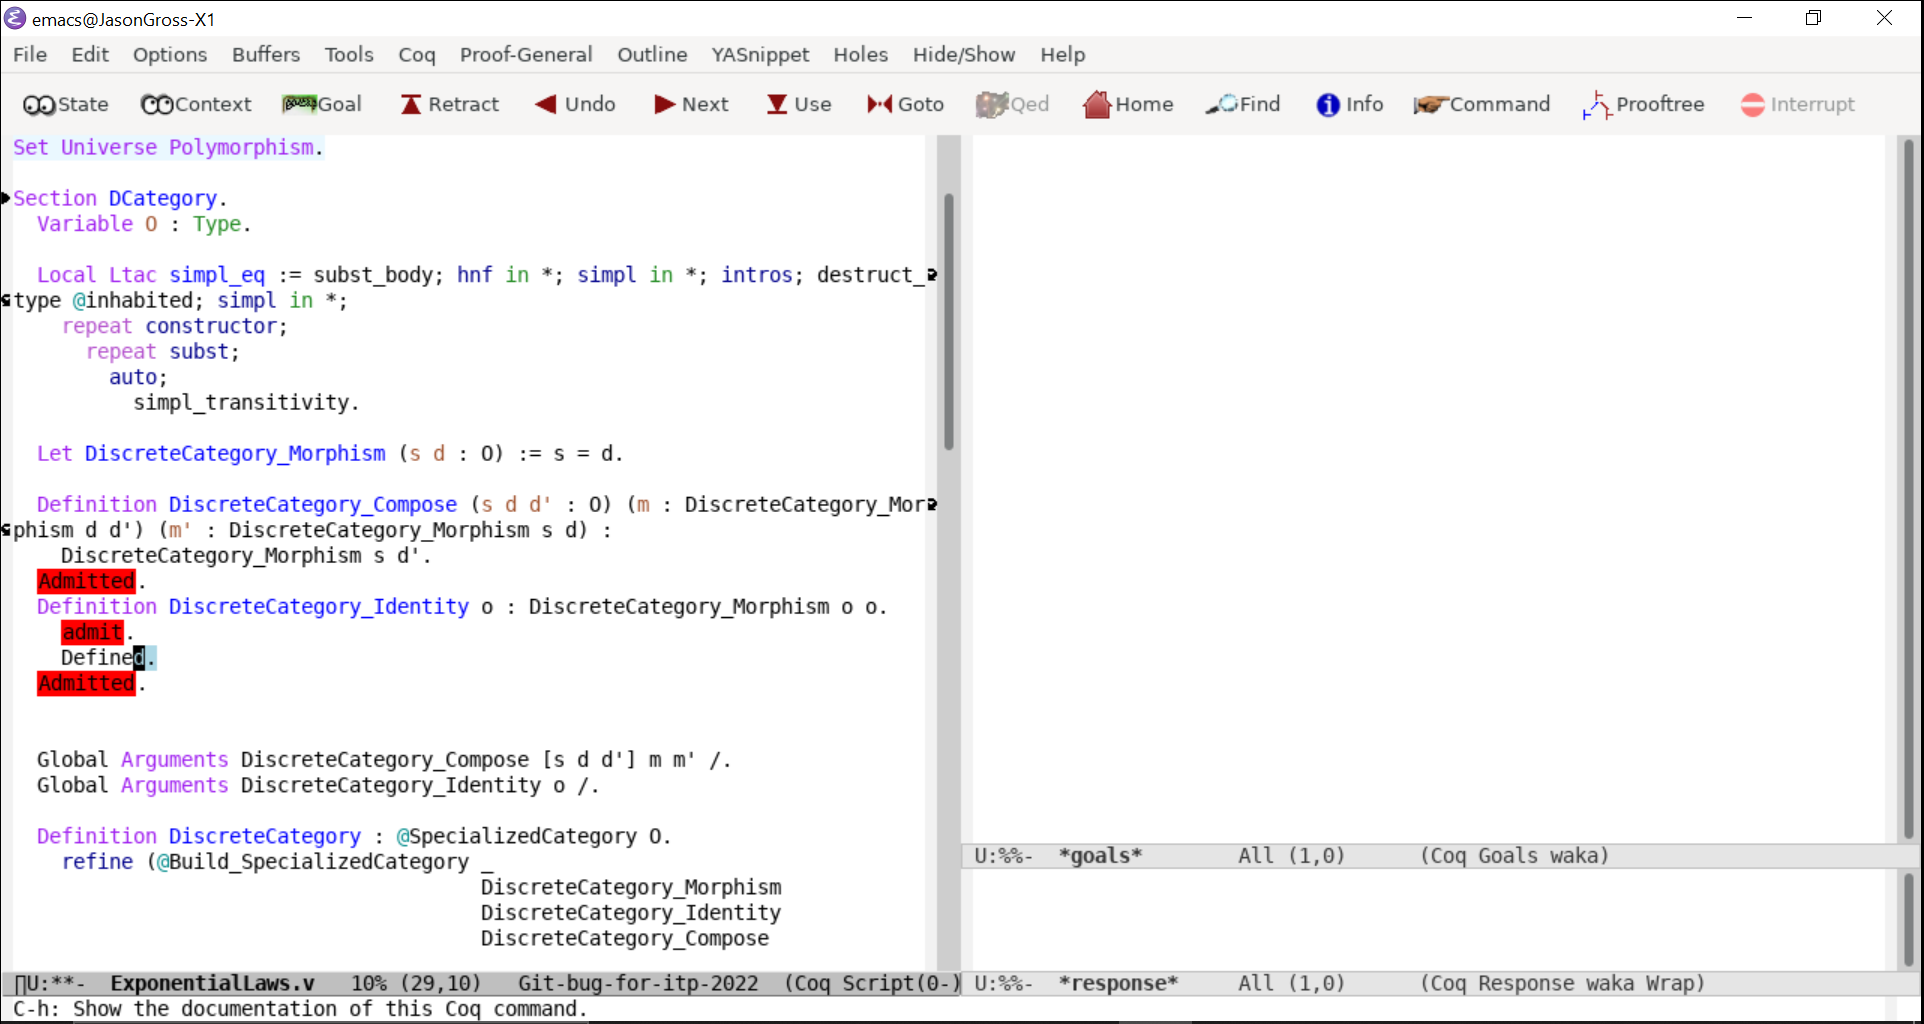 emacs@JasonGross-X1
File Edit Options Buffers Tools Coq Proof-General Outline YASnippet Holes Hide/Show Help
State Context Goal Retract Undo Next Use Goto Qed Home Find Info Command Prooftree Interrupt
Set Universe Polymorphism.
Section DCategory.
Variable O : Type.
Local Ltac simpl_eq := subst_body; hnf in *; simpl in *; intros; destruct_
type @inhabited; simpl in *;
repeat constructor;
repeat subst;
auto;
simpl_transitivity.
Let DiscreteCategory_Morphism (s d : O) := s = d.
Definition DiscreteCategory_Compose (s d d' : O) (m : DiscreteCategory_Mor
phism d d') (m' : DiscreteCategory_Morphism s d) :
DiscreteCategory_Morphism s d'.
Admitted.
Definition DiscreteCategory_Identity o : DiscreteCategory_Morphism o o.
admit.
Defined.
Admitted.
Global Arguments DiscreteCategory_Compose [s d d'] m m' /.
Global Arguments DiscreteCategory_Identity o /.
Definition DiscreteCategory : @SpecializedCategory O.
refine (@Build_SpecializedCategory _
DiscreteCategory_Morphism
DiscreteCategory_Identity
DiscreteCategory_Compose
U:**- ExponentialLaws.v 10% (29,10) Git-bug-for-itp-2022 (Coq Script(0-)
C-h: Show the documentation of this Coq command.
U:%%- *goals* All (1,0) (Coq Goals waka)
U:%%- *response* All (1,0) (Coq Response waka Wrap)